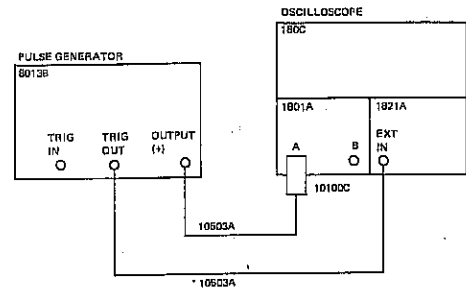 OSCILLOSCOPE
180C
PULSE GENERATOR
8013B
1801A
1821A
TRIG IN
TRIG OUT
OUTPUT (+)
A
B
EXT IN
10100C
10503A
* 10503A